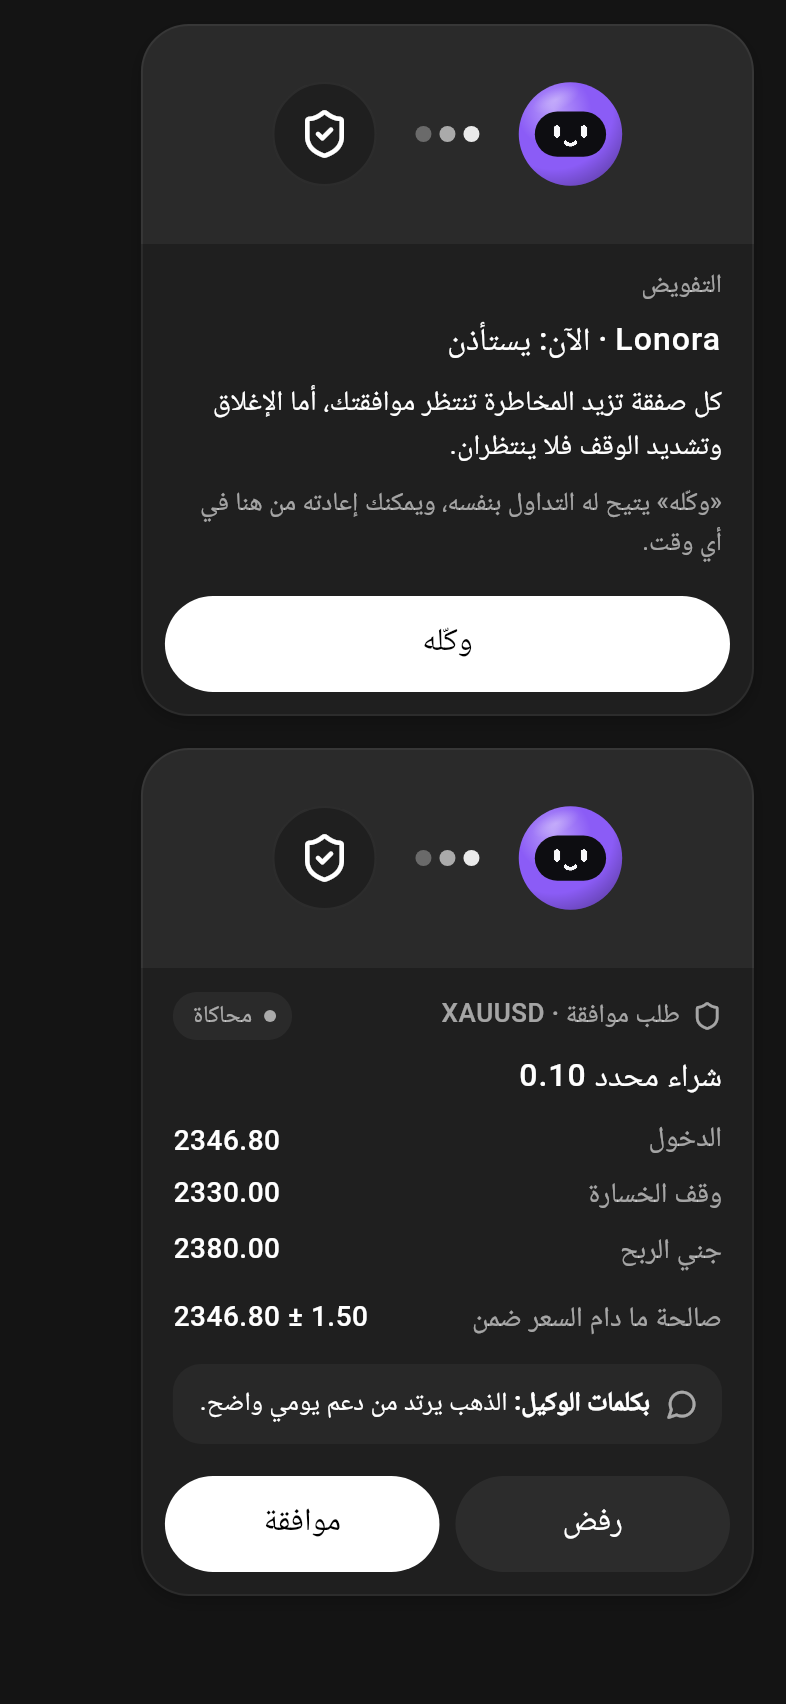 التفويض
Lonora · الآن: يستأذن
كل صفقة تزيد المخاطرة تنتظر موافقتك، أما الإغلاق
وتشديد الوقف فلا ينتظران.
«وكّله» يتيح له التداول بنفسه، ويمكنك إعادته من هنا في
أي وقت.
وكّله
طلب موافقة · XAUUSD
محاكاة
شراء محدد 0.10
الدخول 2346.80
وقف الخسارة 2330.00
جني الربح 2380.00
صالحة ما دام السعر ضمن 2346.80 ± 1.50
بكلمات الوكيل: الذهب يرتد من دعم يومي واضح.
رفض
موافقة